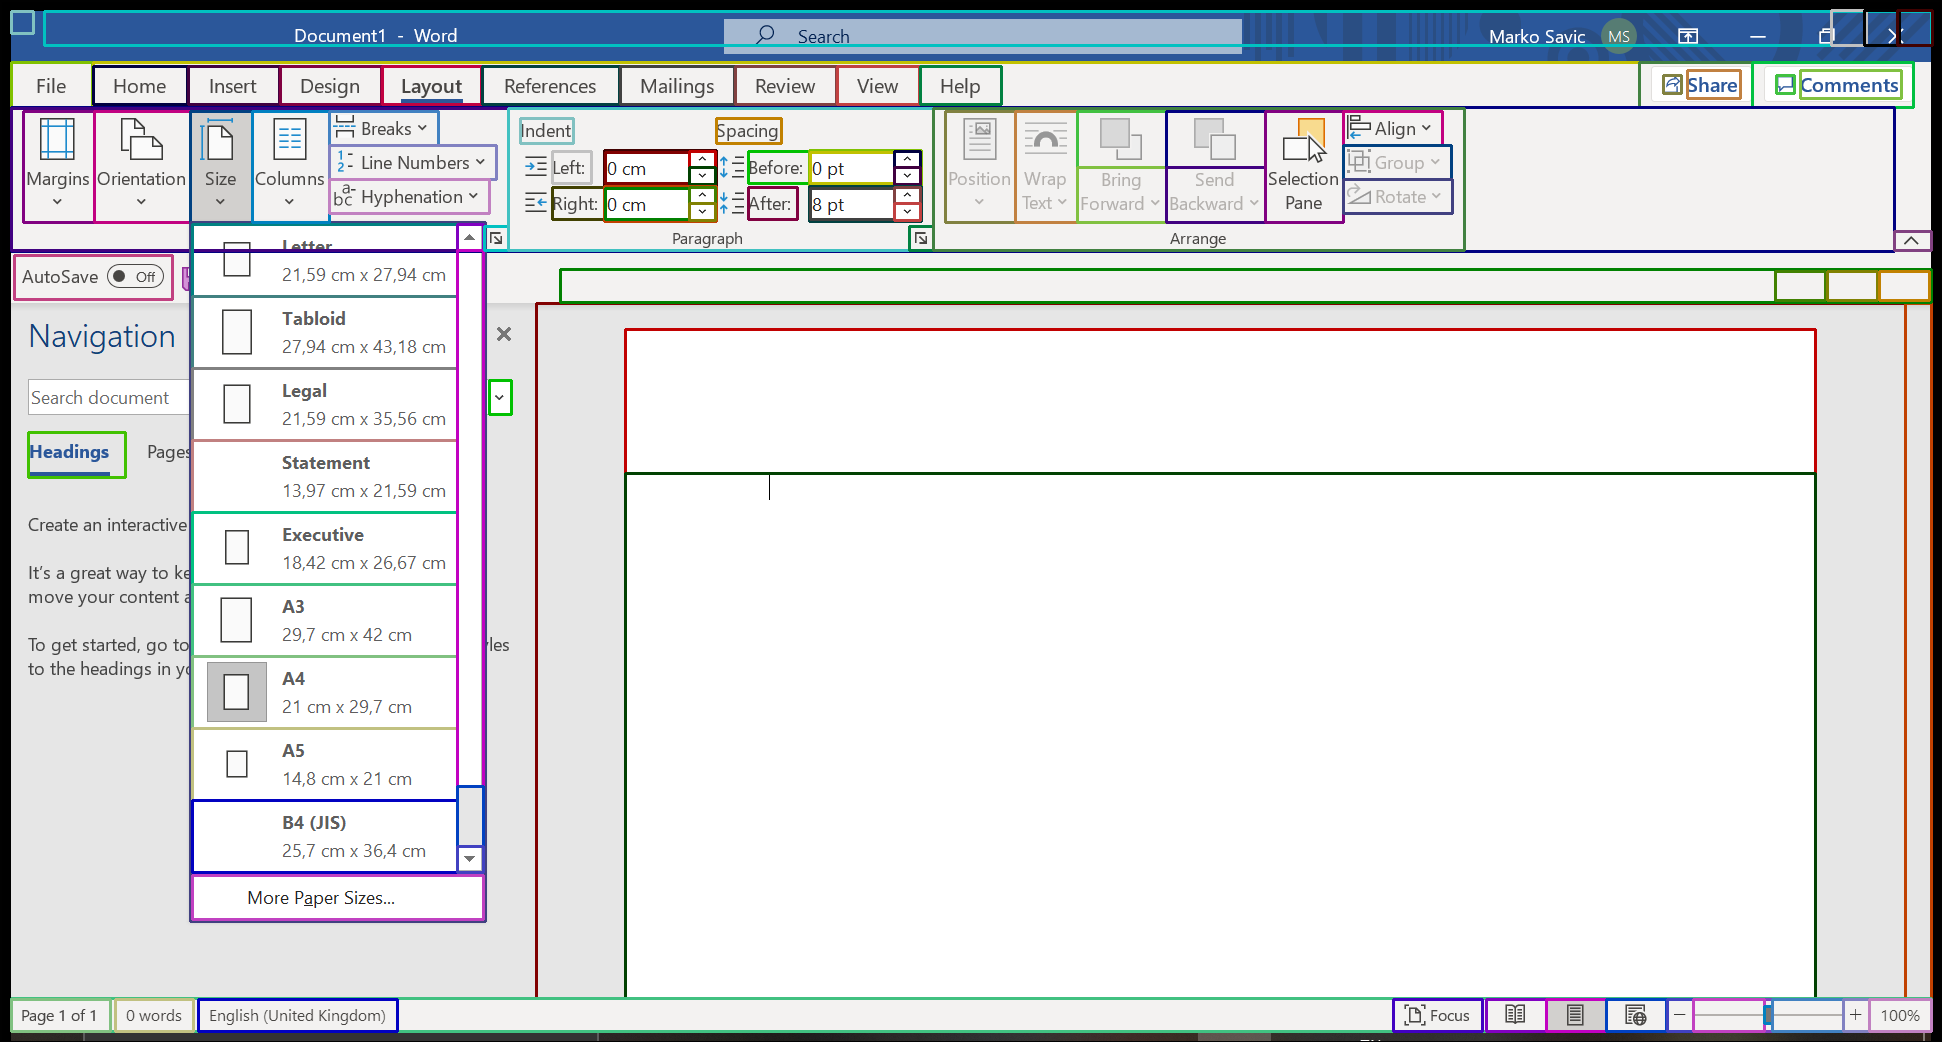 Document1 - Word
Search
Marko Savic
MS
File
Home
Insert
Design
Layout
References
Mailings
Review
View
Help
Share
Comments
Margins
Orientation
Size
Columns
Breaks
Line Numbers
Hyphenation
Indent
Left:
0 cm
Right:
0 cm
Spacing
Before:
0 pt
After:
8 pt
Paragraph
Position
Wrap
Text
Bring
Forward
Send
Backward
Selection
Pane
Align
Group
Rotate
Arrange
AutoSave
Off
Letter
21,59 cm x 27,94 cm
Tabloid
27,94 cm x 43,18 cm
Legal
21,59 cm x 35,56 cm
Statement
13,97 cm x 21,59 cm
Executive
18,42 cm x 26,67 cm
A3
29,7 cm x 42 cm
A4
21 cm x 29,7 cm
A5
14,8 cm x 21 cm
B4 (JIS)
25,7 cm x 36,4 cm
More Paper Sizes...
Navigation
Search document
Headings
Pages
Create an interactive
It's a great way to ke
move your content a
To get started, go to
les
to the headings in yo
Page 1 of 1
0 words
English (United Kingdom)
Focus
100%